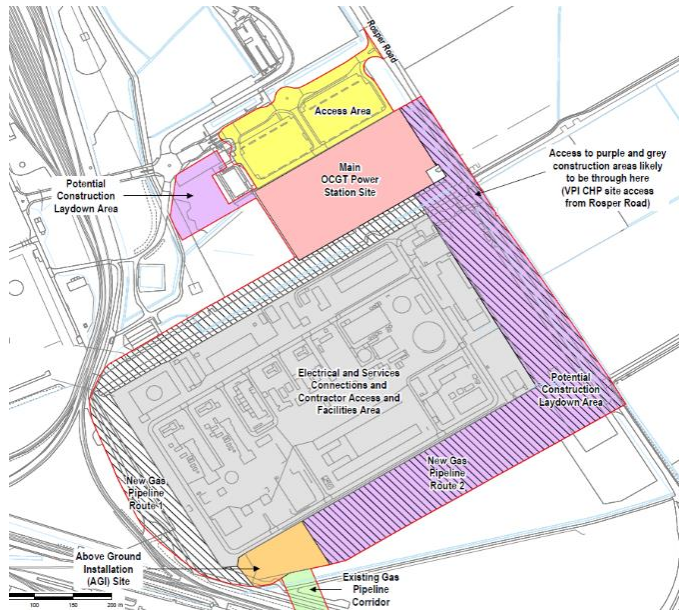 Rosper Road
Access Area
Main
OCGT Power
Station Site
Access to purple and grey
construction areas likely
to be through here
(VPI CHP site access
from Rosper Road)
Potential
Construction
Laydown Area
Electrical and Services
Connections and
Contractor Access and
Facilities Area
Potential
Construction
Laydown Area
New Gas
Pipeline
Route 2
New Gas
Pipeline
Route 1
Above Ground
Installation
(AGI) Site
Existing Gas
Pipeline
Corridor
100 200 m